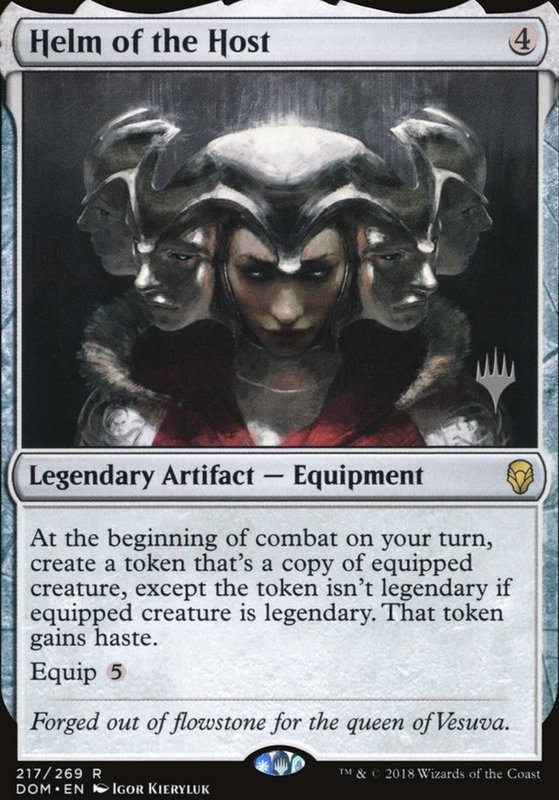 Helm of the Host 4
Legendary Artifact — Equipment
At the beginning of combat on your turn,
create a token that's a copy of equipped
creature, except the token isn't legendary if
equipped creature is legendary. That token
gains haste.
Equip 5
Forged out of flowstone for the queen of Vesuva.
217/269 R
DOM • EN Igor Kieryluk
™ & © 2018 Wizards of the Coast